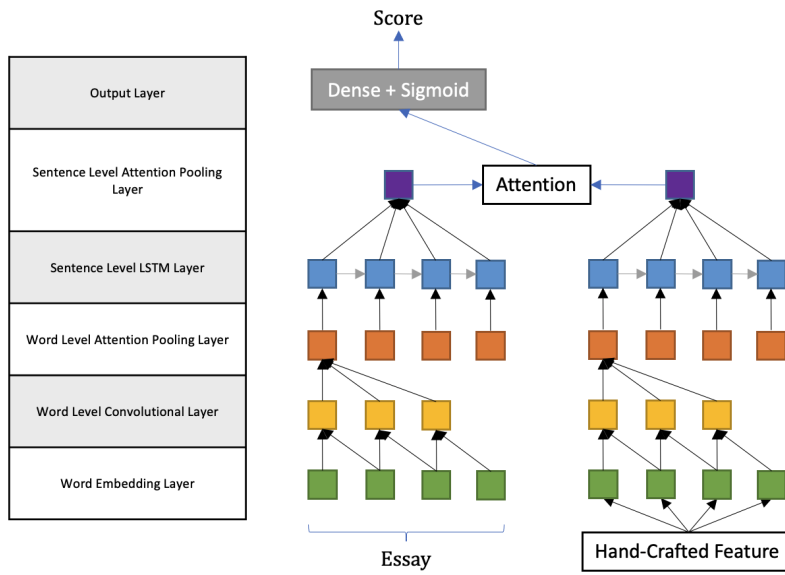 Score
Output Layer
Dense + Sigmoid
Sentence Level Attention Pooling
Layer
Attention
Sentence Level LSTM Layer
Word Level Attention Pooling Layer
Word Level Convolutional Layer
Word Embedding Layer
Essay
Hand-Crafted Feature